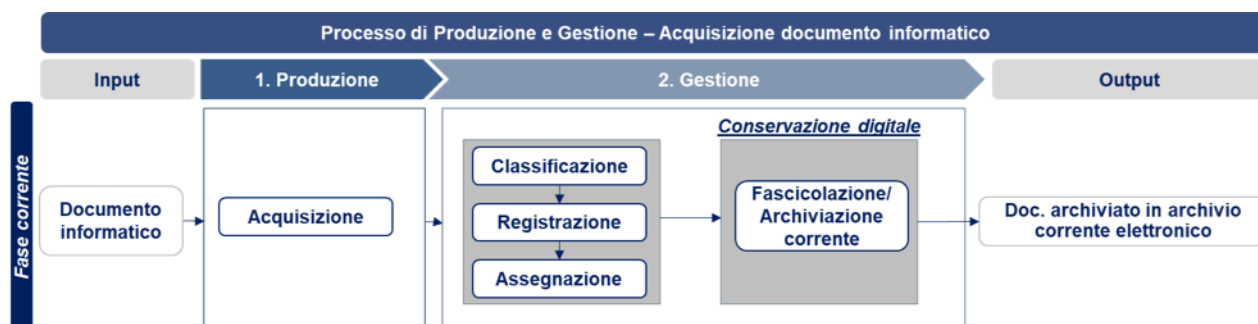 Processo di Produzione e Gestione – Acquisizione documento informatico
Input
1. Produzione
2. Gestione
Output
Fase corrente
Documento
informatico
Acquisizione
Classificazione
Registrazione
Assegnazione
Conservazione digitale
Fascicolazione/
Archiviazione
corrente
Doc. archiviato in archivio
corrente elettronico